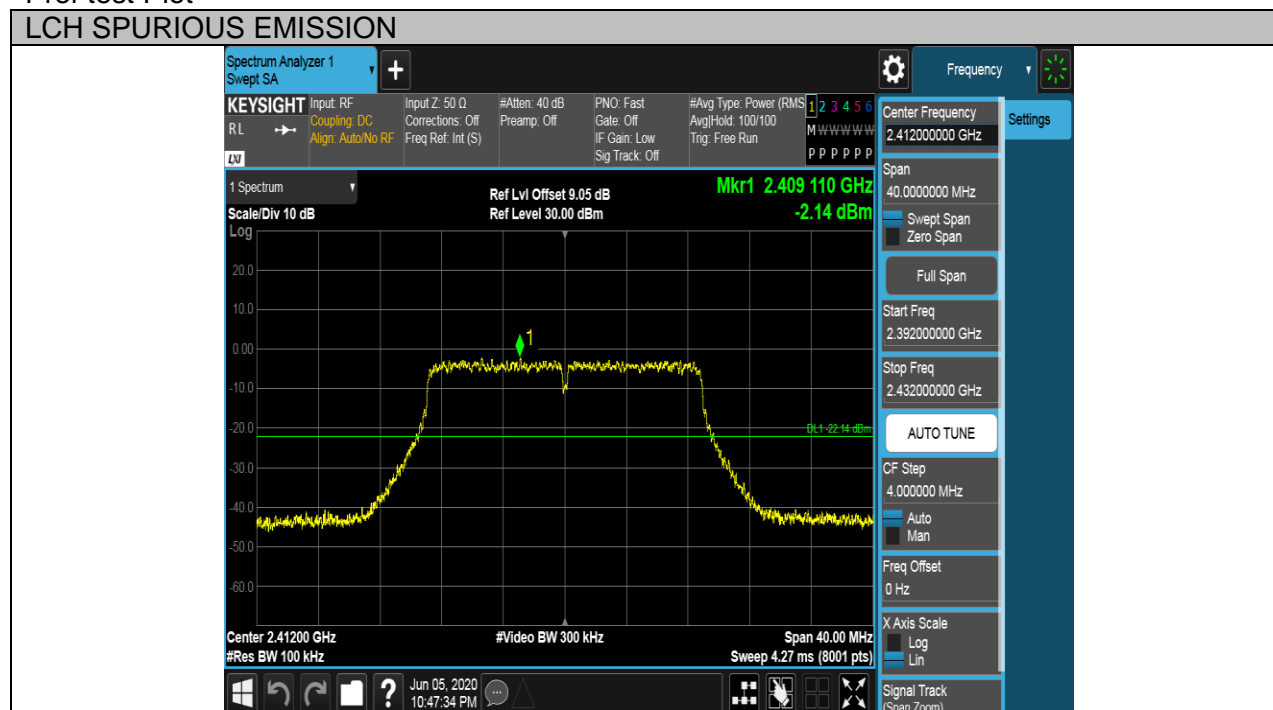 LCH SPURIOUS EMISSION
Spectrum Analyzer 1
Swept SA
+
Frequency
KEYSIGHT
RL
LXI
Input: RF
Coupling: DC
Align: Auto/No RF
Input Z: 50 Ω
Corrections: Off
Freq Ref: Int (S)
#Atten: 40 dB
Preamp: Off
PNO: Fast
Gate: Off
IF Gain: Low
Sig Track: Off
#Avg Type: Power (RMS
Avg|Hold: 100/100
Trig: Free Run
1 2 3 4 5 6
M W W W W W
P P P P P P
1 Spectrum
Scale/Div 10 dB
Log
Ref Lvl Offset 9.05 dB
Ref Level 30.00 dBm
Mkr1 2.409 110 GHz
-2.14 dBm
20.0
10.0
0.00
-10.0
-20.0
-30.0
-40.0
-50.0
-60.0
1
DL1 -22.14 dBm
Center 2.41200 GHz
#Res BW 100 kHz
#Video BW 300 kHz
Span 40.00 MHz
Sweep 4.27 ms (8001 pts)
Center Frequency
2.412000000 GHz
Span
40.0000000 MHz
Swept Span
Zero Span
Full Span
Start Freq
2.392000000 GHz
Stop Freq
2.432000000 GHz
AUTO TUNE
CF Step
4.000000 MHz
Auto
Man
Freq Offset
0 Hz
X Axis Scale
Log
Lin
Signal Track
(Span Zoom)
Settings
?
Jun 05, 2020
10:47:34 PM